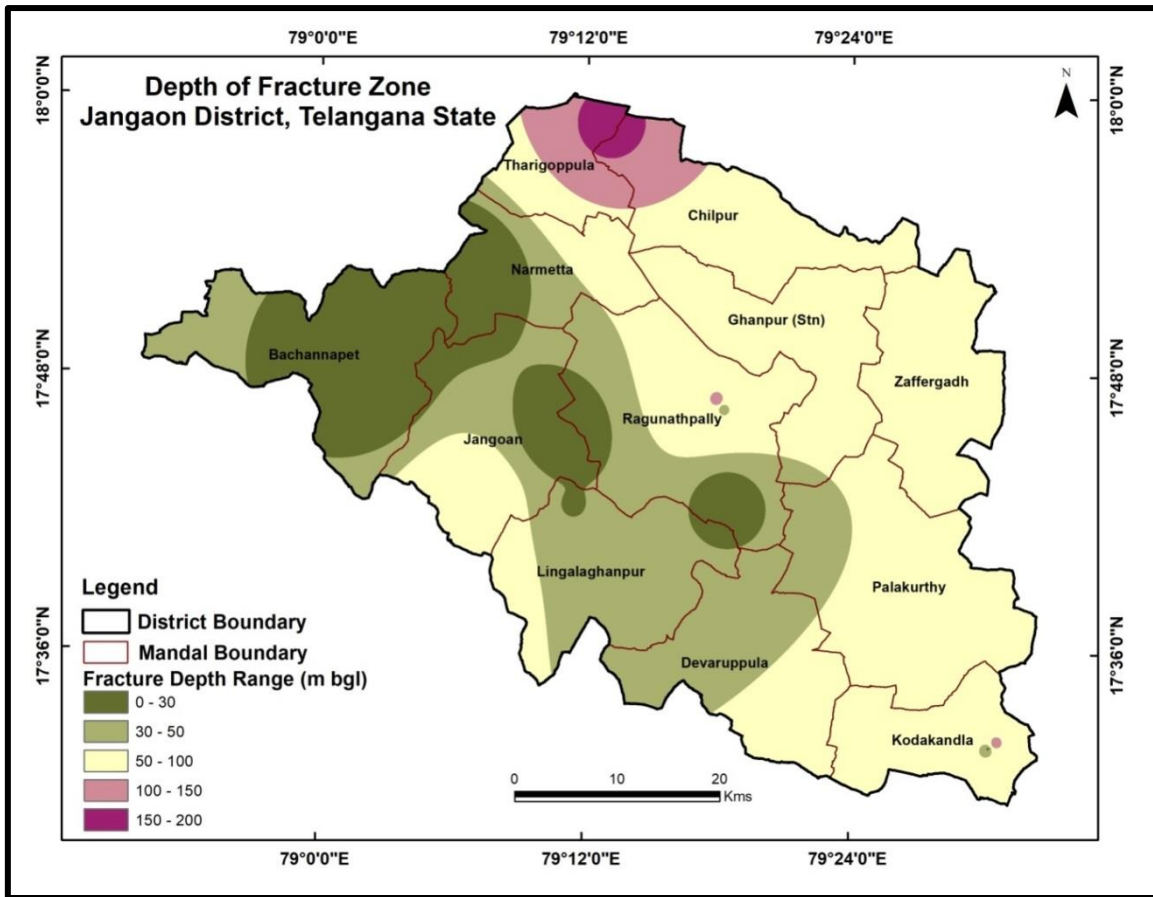 79°0'0"E 79°12'0"E 79°24'0"E
Depth of Fracture Zone
Jangaon District, Telangana State
N
18°0'0"N 18°0'0"N
Tharigoppula
Chilpur
Narmetta
Ghanpur (Stn)
Bachannapet
Zaffergadh
17°48'0"N 17°48'0"N
Ragunathpally
Jangoan
Lingalaghanpur
Palakurthy
Devaruppula
Kodakandla
17°36'0"N 17°36'0"N
Legend
District Boundary
Mandal Boundary
Fracture Depth Range (m bgl)
0 - 30
30 - 50
50 - 100
100 - 150
150 - 200
0 10 20
Kms
79°0'0"E 79°12'0"E 79°24'0"E